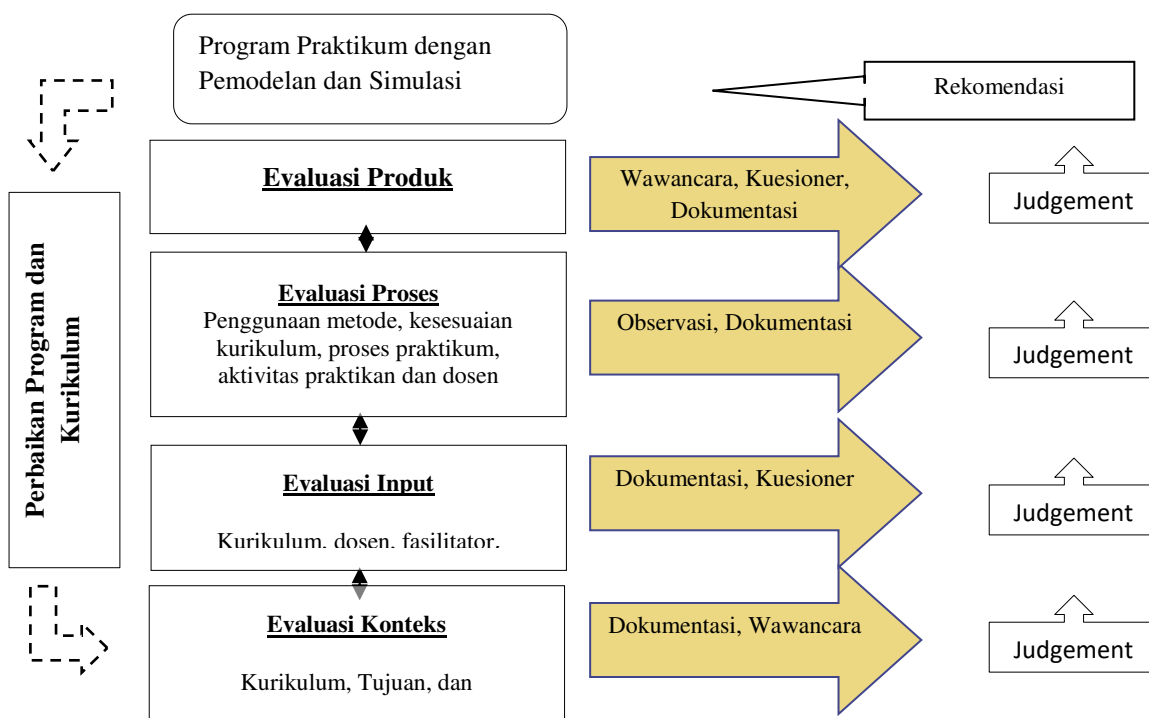 Program Praktikum dengan
Pemodelan dan Simulasi
Rekomendasi
Perbaikan Program dan
Kurikulum
Evaluasi Produk
Wawancara, Kuesioner,
Dokumentasi
Judgement
Evaluasi Proses
Penggunaan metode, kesesuaian
kurikulum, proses praktikum,
aktivitas praktikan dan dosen
Observasi, Dokumentasi
Judgement
Evaluasi Input
Kurikulum, dosen, fasilitator,
Dokumentasi, Kuesioner
Judgement
Evaluasi Konteks
Kurikulum, Tujuan, dan
Dokumentasi, Wawancara
Judgement